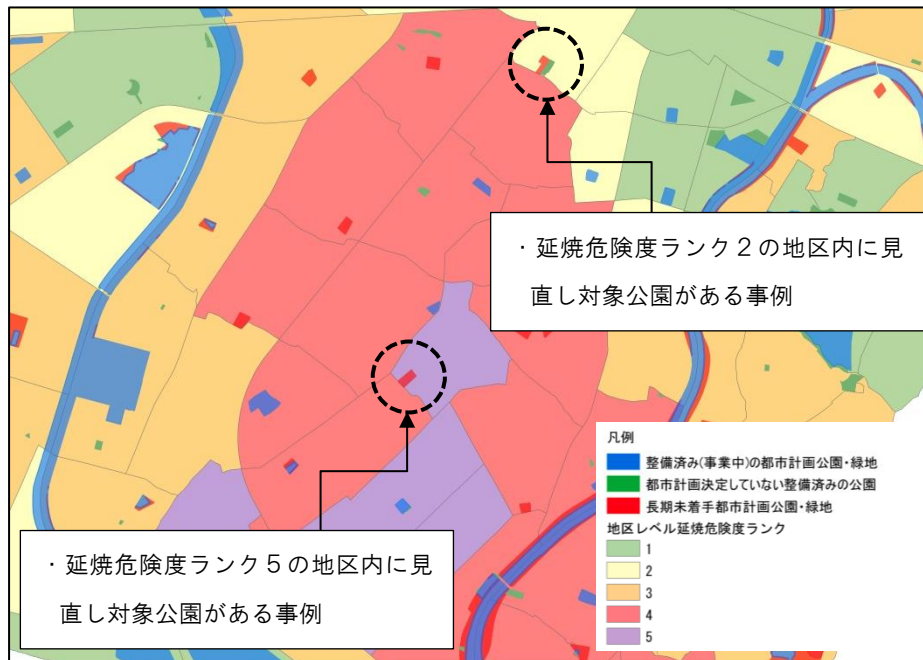 ・延焼危険度ランク２の地区内に見
直し対象公園がある事例
凡例
整備済み(事業中)の都市計画公園・緑地
都市計画決定していない整備済みの公園
長期未着手都市計画公園・緑地
地区レベル延焼危険度ランク
1
2
3
4
5
・延焼危険度ランク５の地区内に見
直し対象公園がある事例